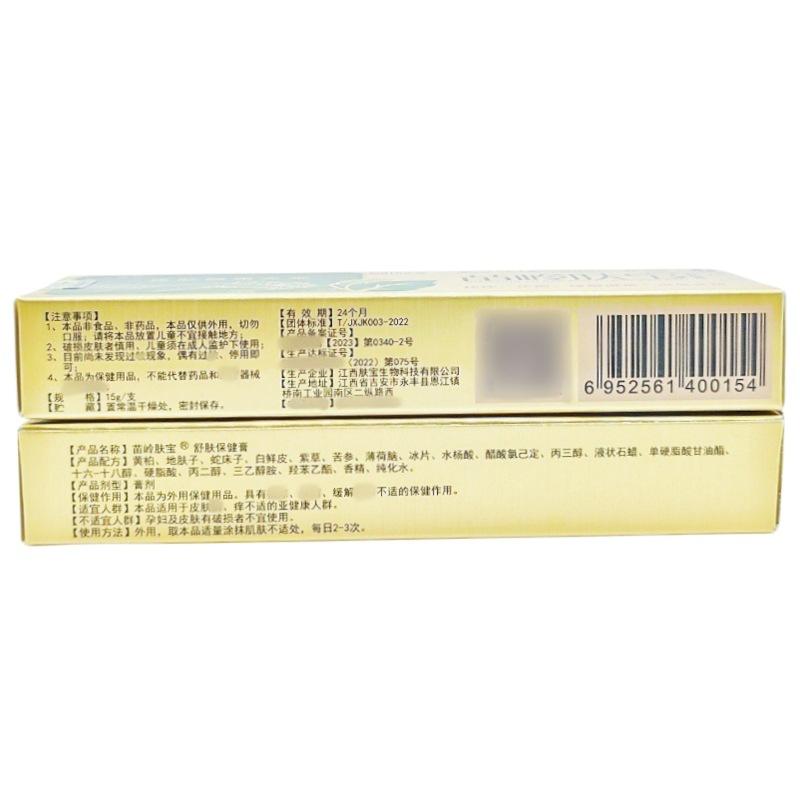 【注意事项】
1、本品非食品、非药品，本品仅供外用，切勿
口服；请将本品放置儿童不宜接触地方；
2、破损皮肤者慎用、儿童须在成人监护下使用；
3、目前尚未发现过 现象，偶有过 、停用即
可；
4、本品为保健用品，不能代替药品和 器械
【规 格】15g/支
【贮 藏】置常温干燥处，密封保存。
【有 效 期】24个月
【团体标准】T/JXJK003-2022
【产品备案证号】
【2023】第0340-2号
【生产达标证号】
（2022）第075号
【生产企业】江西肤宝生物科技有限公司
【生产地址】江西省吉安市永丰县恩江镇
桥南工业园南区二纵路西
6 952561 400154
【产品名称】苗岭肤宝® 舒肤保健膏
【产品配方】黄柏、地肤子、蛇床子、白鲜皮、紫草、苦参、薄荷脑、冰片、水杨酸、醋酸氯己定、丙三醇、液状石蜡、单硬脂酸甘油酯、
十六-十八醇、硬脂酸、丙二醇、三乙醇胺、羟苯乙酯、香精、纯化水。
【产品剂型】膏剂
【保健作用】本品为外用保健用品。具有 、 、缓解 不适的保健作用。
【适宜人群】本品适用于皮肤 、痒不适的亚健康人群。
【不适宜人群】孕妇及皮肤有破损者不宜使用。
【使用方法】外用，取本品适量涂抹肌肤不适处，每日2-3次。